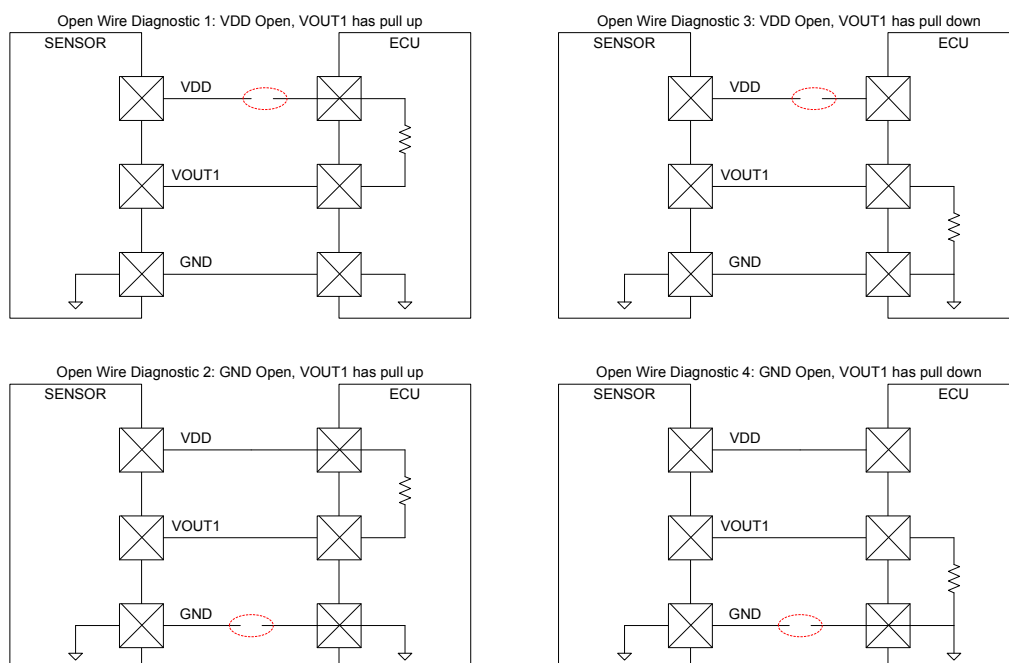 Open Wire Diagnostic 1: VDD Open, VOUT1 has pull up
SENSOR
ECU
VDD
VOUT1
GND
Open Wire Diagnostic 3: VDD Open, VOUT1 has pull down
SENSOR
ECU
VDD
VOUT1
GND
Open Wire Diagnostic 2: GND Open, VOUT1 has pull up
SENSOR
ECU
VDD
VOUT1
GND
Open Wire Diagnostic 4: GND Open, VOUT1 has pull down
SENSOR
ECU
VDD
VOUT1
GND